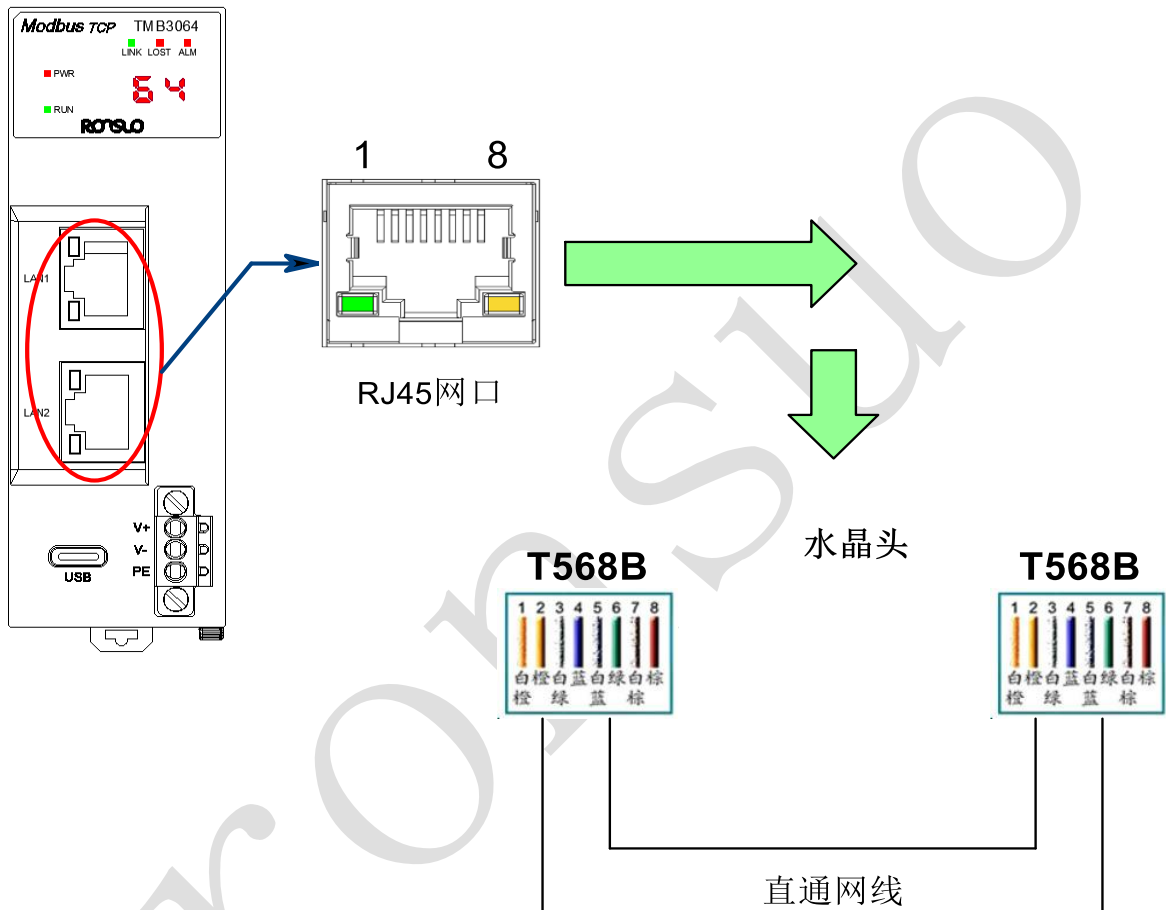 Modbus TCP TMB3064
LINK LOST ALM
PWR
64
RUN
RONSLO
LAN1
LAN2
V+
V-
PE
USB
1 8
RJ45网口
水晶头
T568B
1 2 3 4 5 6 7 8
白橙白蓝白绿白棕
橙 绿 蓝 棕
T568B
1 2 3 4 5 6 7 8
白橙白蓝白绿白棕
橙 绿 蓝 棕
直通网线
ronsuo